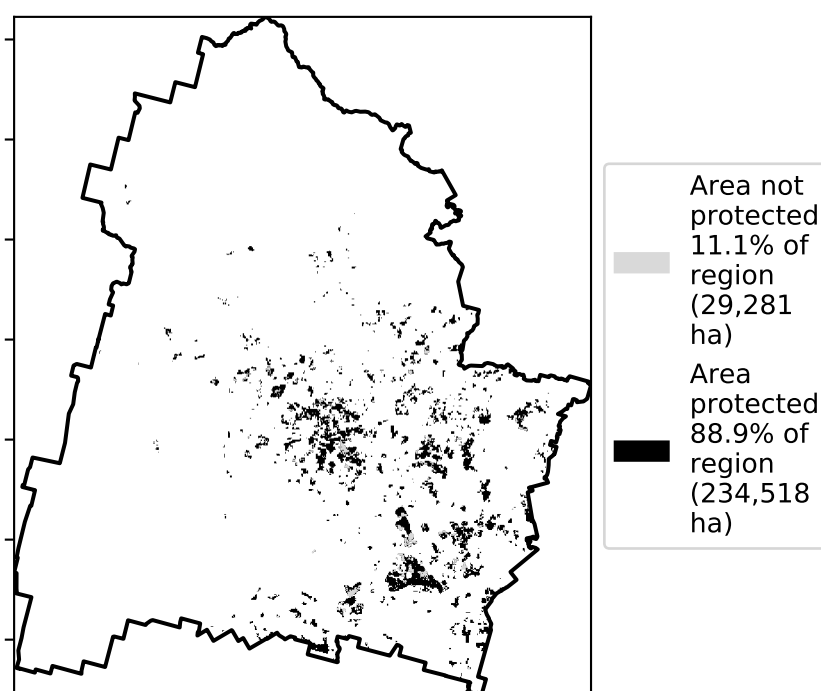 Area not
protected
11.1% of
region
(29,281
ha)
Area
protected
88.9% of
region
(234,518
ha)